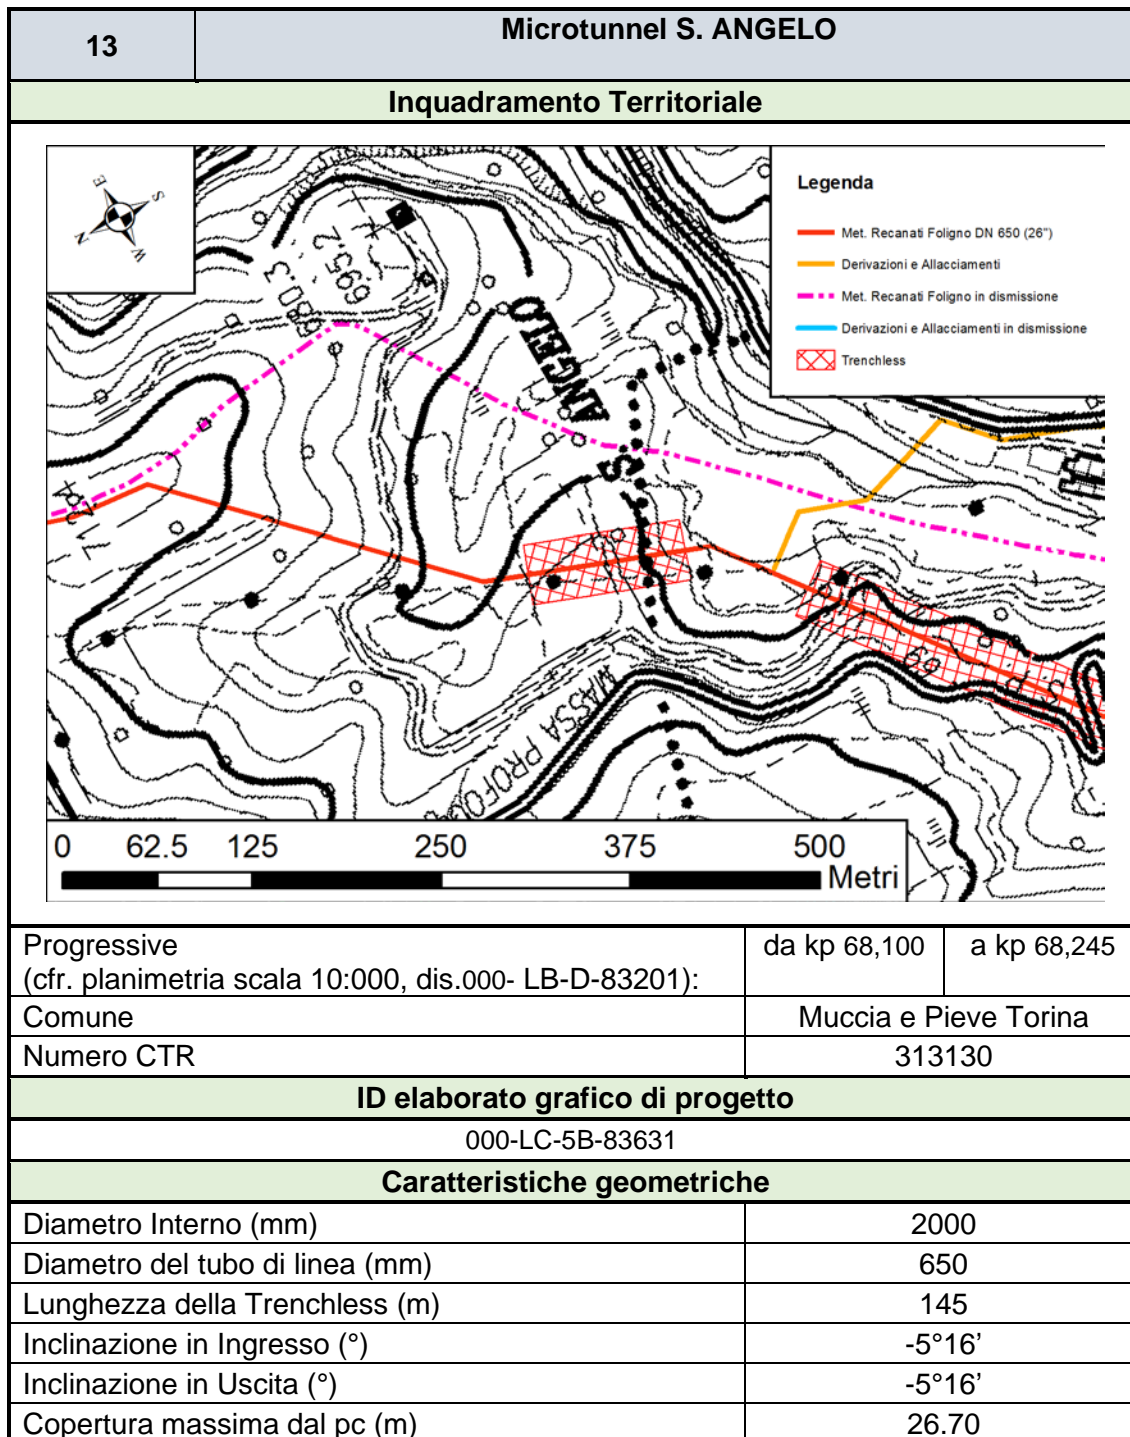 13
Microtunnel S. ANGELO
Inquadramento Territoriale
E
S
N
W
Legenda
Met. Recanati Foligno DN 650 (26")
Derivazioni e Allacciamenti
Met. Recanati Foligno in dismissione
Derivazioni e Allacciamenti in dismissione
Trenchless
695.2
S. ANGELO
0 62.5 125 250 375 500
Metri
Progressive
(cfr. planimetria scala 10:000, dis.000- LB-D-83201):
da kp 68,100
a kp 68,245
Comune
Muccia e Pieve Torina
Numero CTR
313130
ID elaborato grafico di progetto
000-LC-5B-83631
Caratteristiche geometriche
Diametro Interno (mm)
2000
Diametro del tubo di linea (mm)
650
Lunghezza della Trenchless (m)
145
Inclinazione in Ingresso (°)
-5°16’
Inclinazione in Uscita (°)
-5°16’
Copertura massima dal pc (m)
26.70